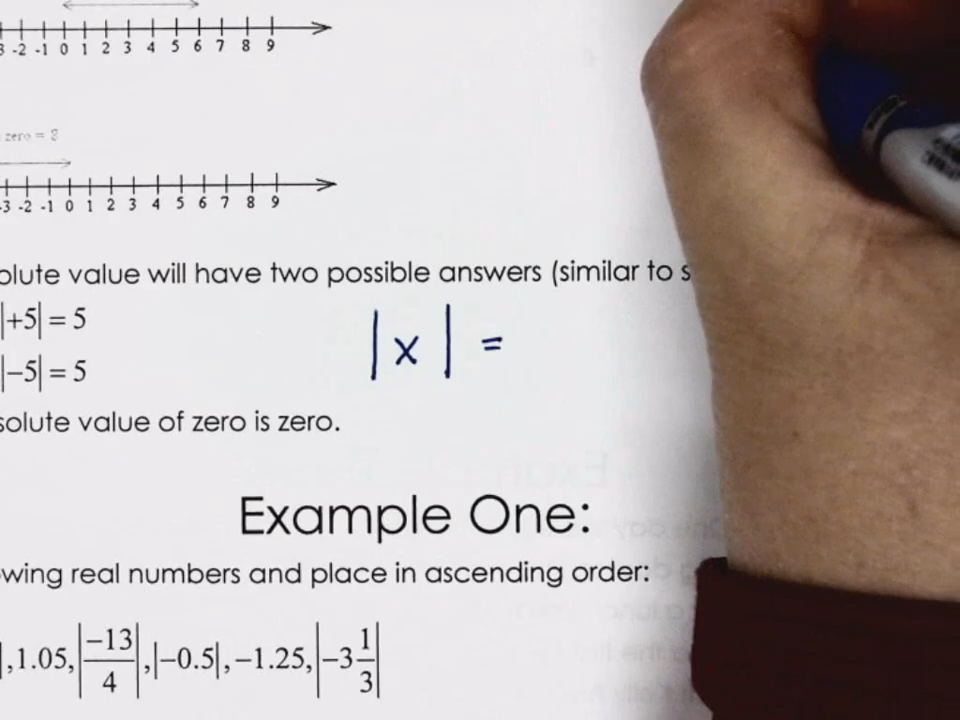 -2 -1 0 1 2 3 4 5 6 7 8 9
zero = 8
-3 -2 -1 0 1 2 3 4 5 6 7 8 9
olute value will have two possible answers (similar to s
|+5| = 5
|x| =
|−5| = 5
solute value of zero is zero.
Example One:
owing real numbers and place in ascending order:
|,1.05,|−13/4|,|−0.5|,−1.25,|−3 1/3|